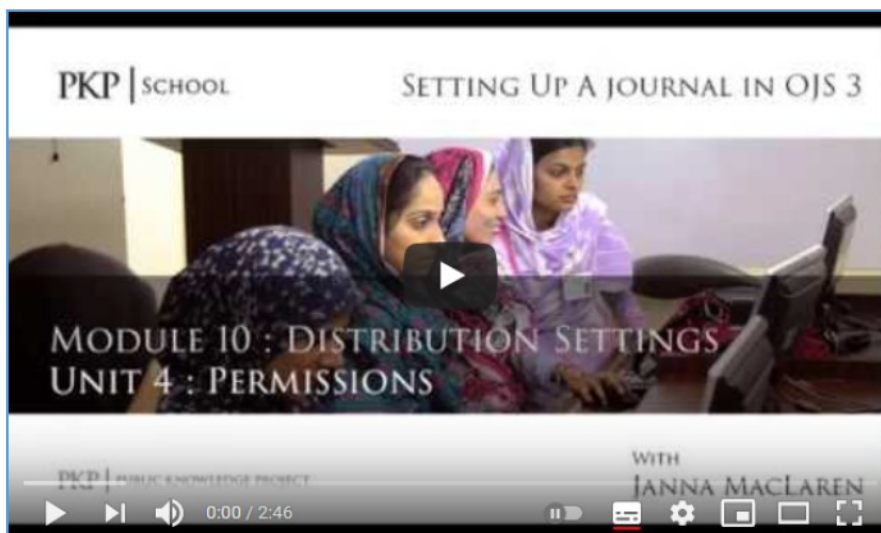 PKP | SCHOOL
SETTING UP A JOURNAL IN OJS 3
MODULE 10 : DISTRIBUTION SETTINGS
UNIT 4 : PERMISSIONS
PKP | PUBLIC KNOWLEDGE PROJECT
WITH
JANNA MACLAREN
0:00 / 2:46